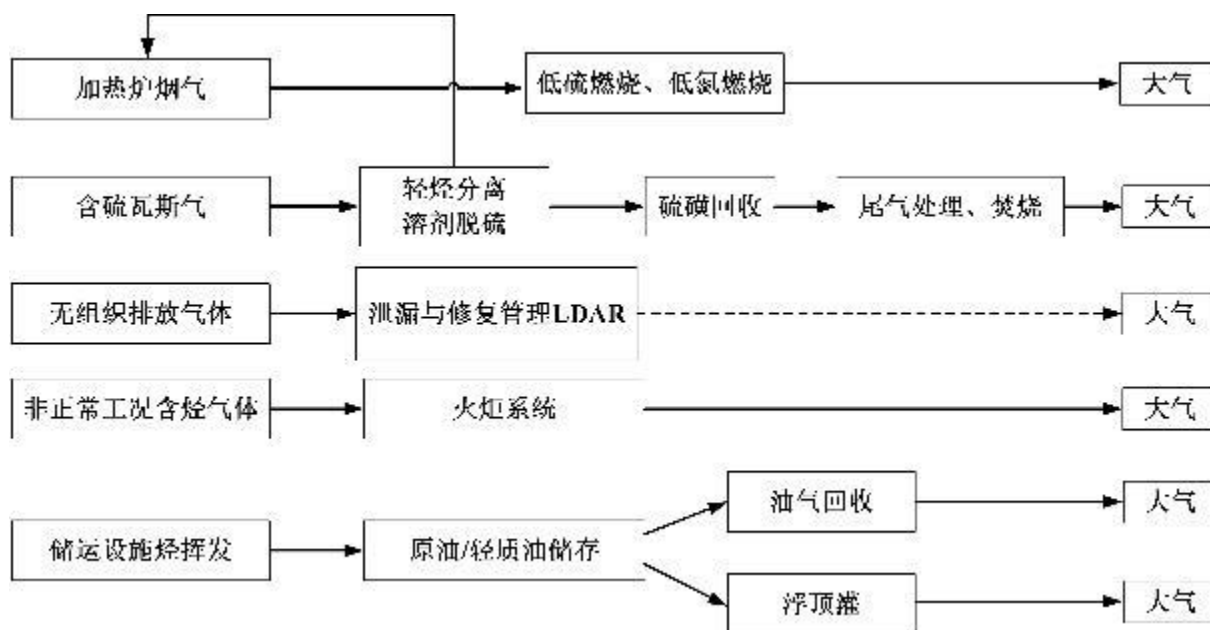 加热炉烟气
低硫燃烧、低氮燃烧
大气
含硫瓦斯气
轻烃分离
溶剂脱硫
硫磺回收
尾气处理、焚烧
大气
无组织排放气体
泄漏与修复管理LDAR
大气
非正常工况含烃气体
火炬系统
大气
储运设施烃挥发
原油/轻质油储存
油气回收
大气
浮顶灌
大气